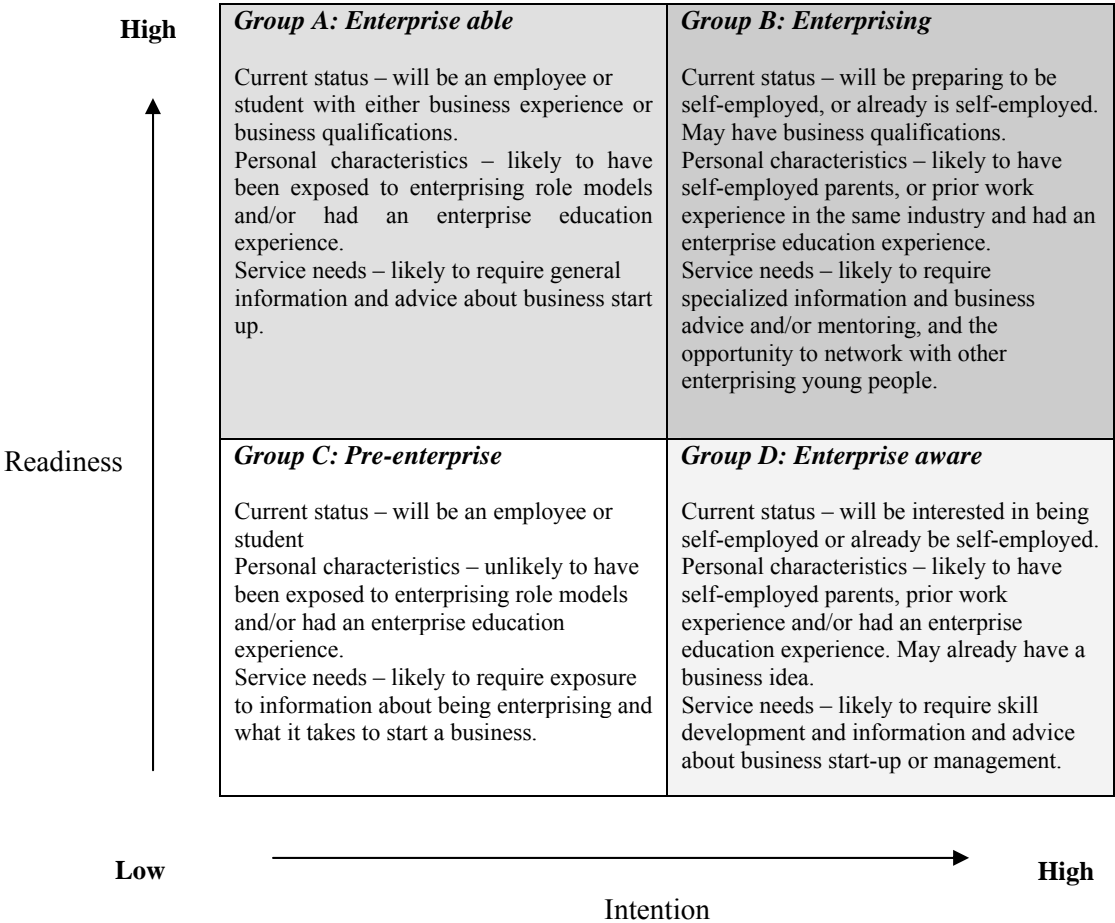 High
Group A: Enterprise able
Current status – will be an employee or
student with either business experience or
business qualifications.
Personal characteristics – likely to have
been exposed to enterprising role models
and/or had an enterprise education
experience.
Service needs – likely to require general
information and advice about business start
up.
Group B: Enterprising
Current status – will be preparing to be
self-employed, or already is self-employed.
May have business qualifications.
Personal characteristics – likely to have
self-employed parents, or prior work
experience in the same industry and had an
enterprise education experience.
Service needs – likely to require
specialized information and business
advice and/or mentoring, and the
opportunity to network with other
enterprising young people.
Readiness
Group C: Pre-enterprise
Current status – will be an employee or
student
Personal characteristics – unlikely to have
been exposed to enterprising role models
and/or had an enterprise education
experience.
Service needs – likely to require exposure
to information about being enterprising and
what it takes to start a business.
Group D: Enterprise aware
Current status – will be interested in being
self-employed or already be self-employed.
Personal characteristics – likely to have
self-employed parents, prior work
experience and/or had an enterprise
education experience. May already have a
business idea.
Service needs – likely to require skill
development and information and advice
about business start-up or management.
Low
High
Intention